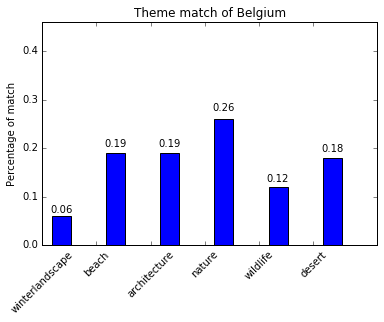 Theme match of Belgium
Percentage of match
0.4
0.3
0.2
0.1
0.0
0.06
0.19
0.19
0.26
0.12
0.18
winterlandscape
beach
architecture
nature
wildlife
desert